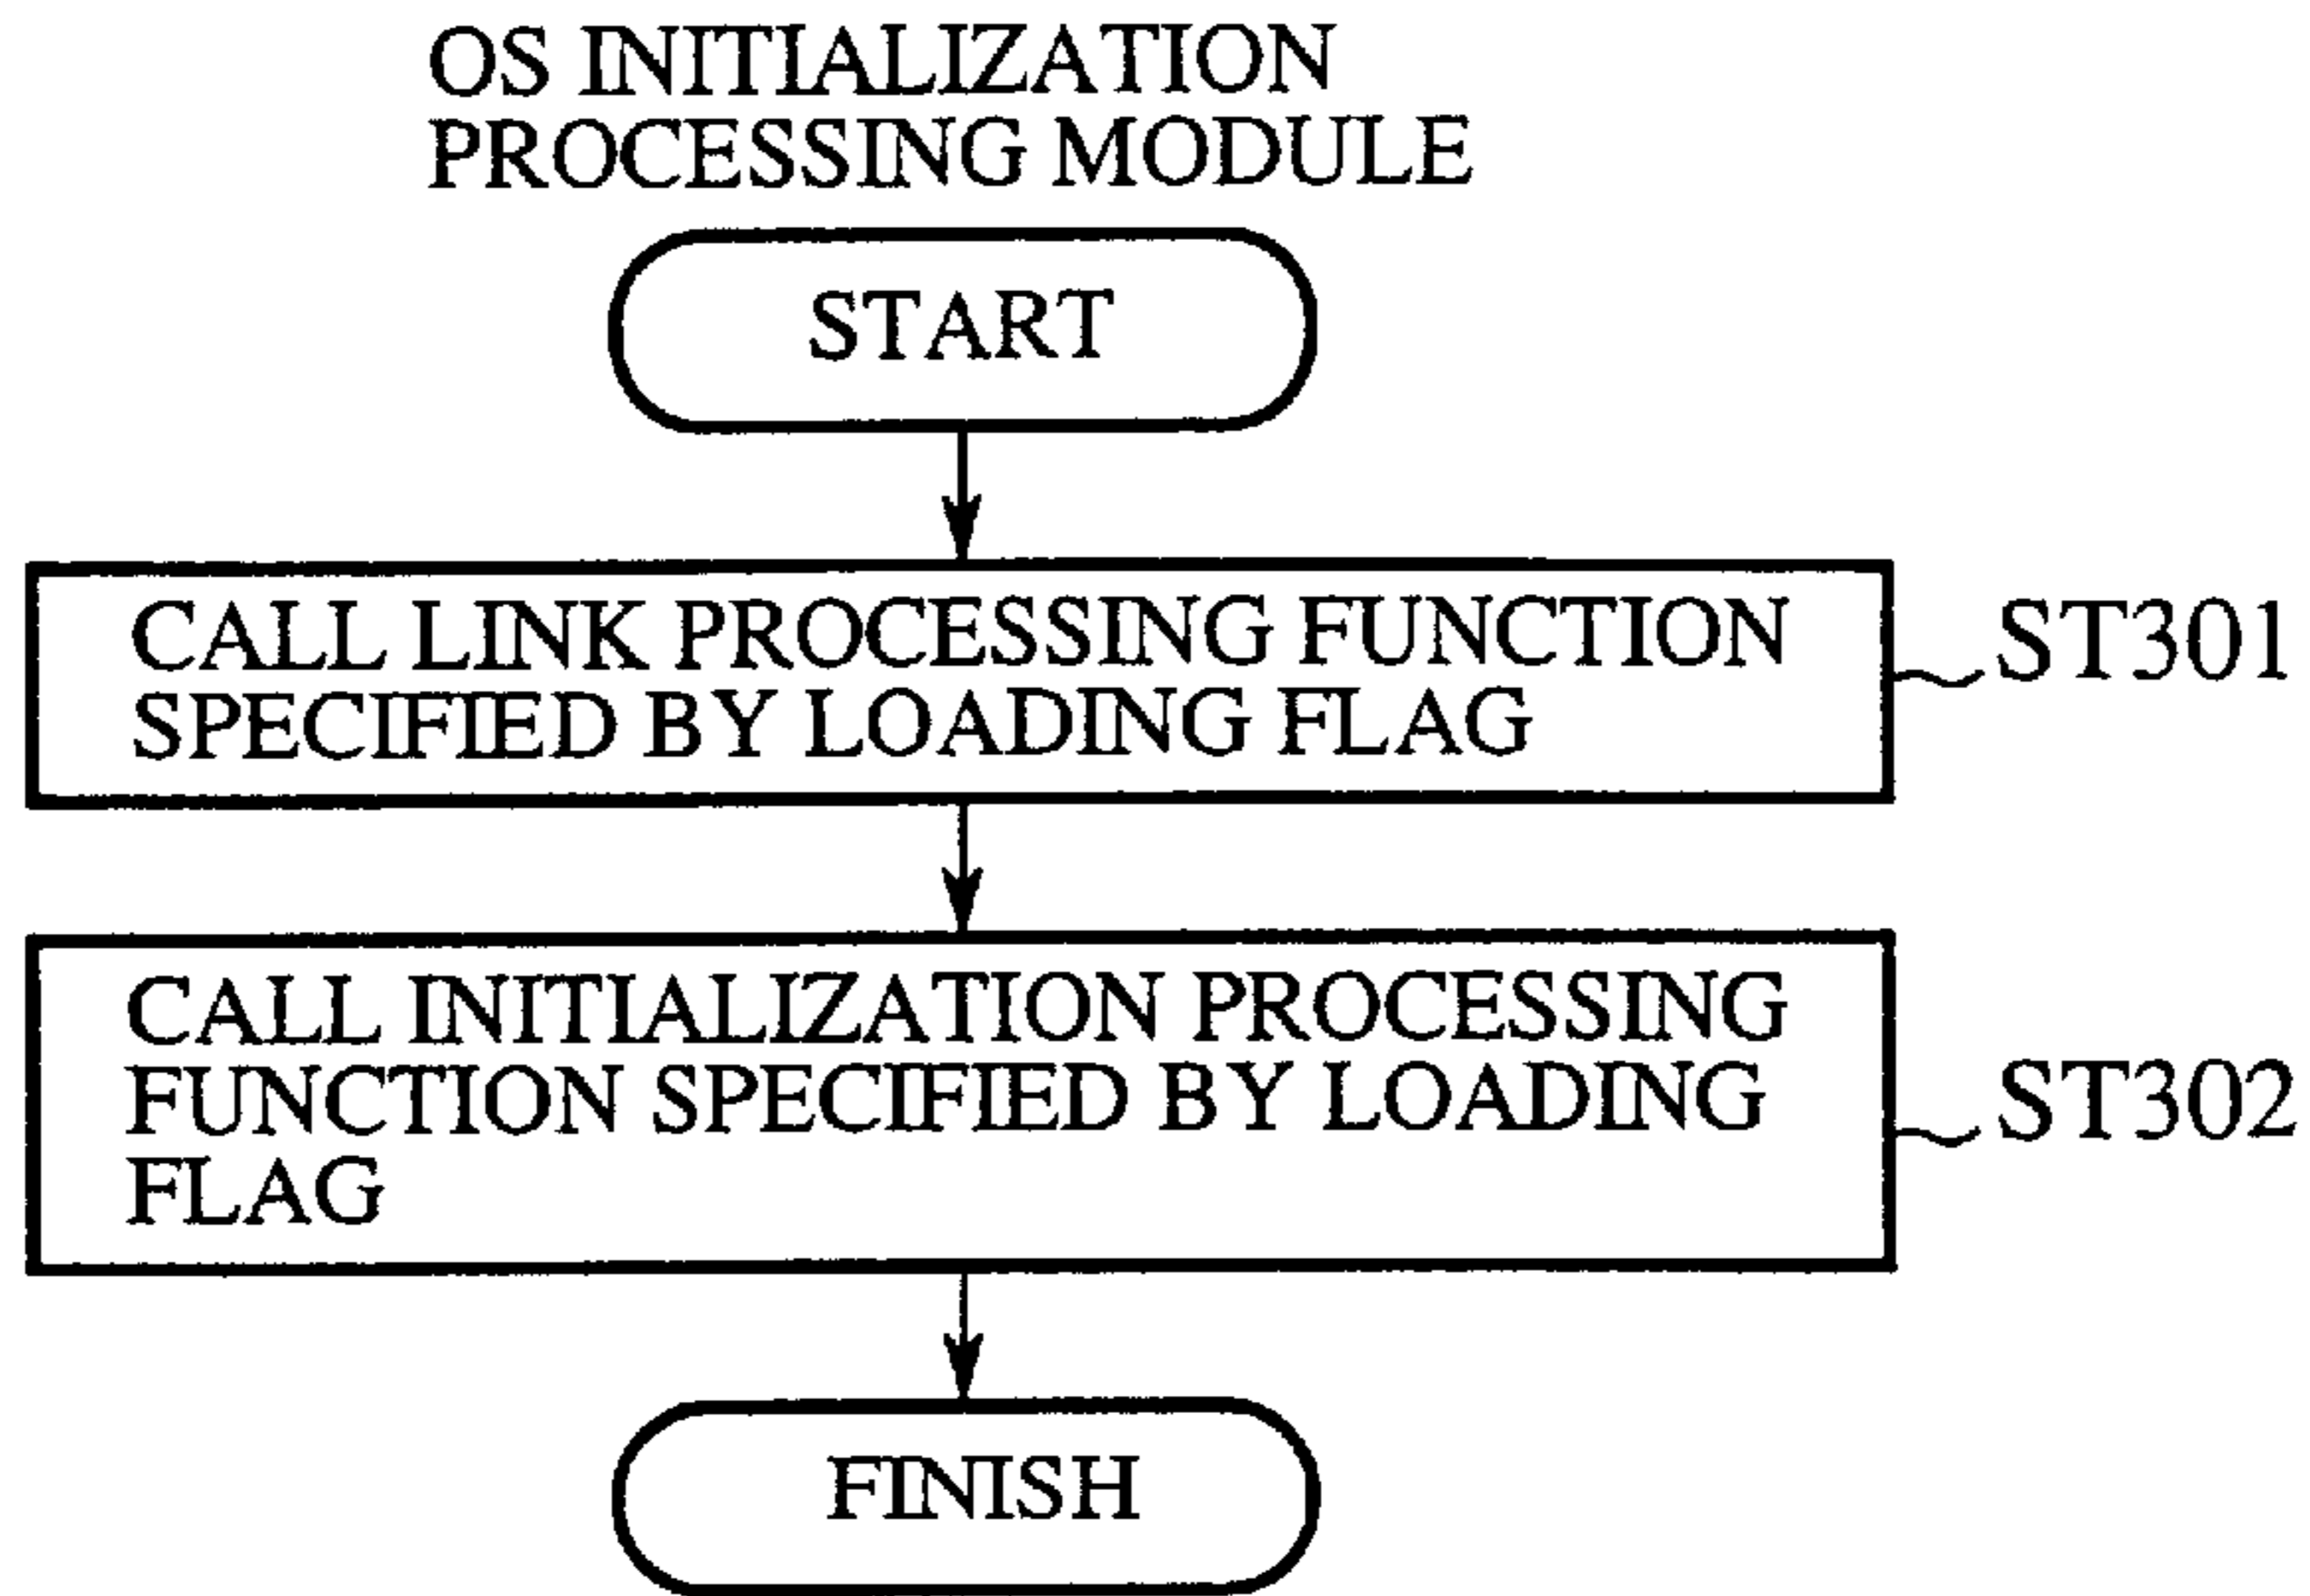 OS INITIALIZATION
PROCESSING MODULE
START
CALL LINK PROCESSING FUNCTION
SPECIFIED BY LOADING FLAG
ST301
CALL INITIALIZATION PROCESSING
FUNCTION SPECIFIED BY LOADING
FLAG
ST302
FINISH